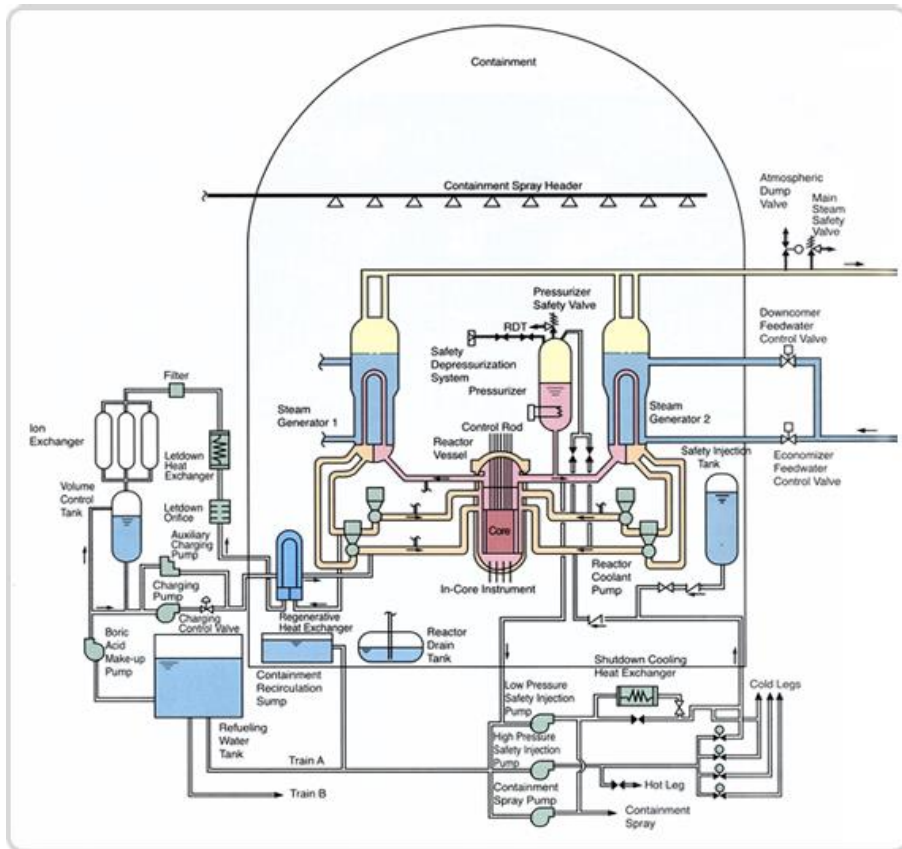 Containment
Containment Spray Header
Atmospheric
Dump
Valve
Main
Steam
Safety
Valve
Pressurizer
Safety Valve
RDT
Safety
Depressurization
System
Pressurizer
Downcomer
Feedwater
Control Valve
Filter
Steam
Generator 1
Control Rod
Reactor
Vessel
Steam
Generator 2
Ion
Exchanger
Letdown
Heat
Exchanger
Safety Injection
Tank
Economizer
Feedwater
Control Valve
Volume
Control
Tank
Letdown
Orifice
Auxiliary
Charging
Pump
Core
Charging
Pump
In-Core Instrument
Reactor
Coolant
Pump
Charging
Control Valve
Regenerative
Heat Exchanger
Boric
Acid
Make-up
Pump
Reactor
Drain
Tank
Containment
Recirculation
Sump
Shutdown Cooling
Heat Exchanger
Cold Legs
Low Pressure
Safety Injection
Pump
Refueling
Water
Tank
High Pressure
Safety Injection
Pump
Train A
Hot Leg
Containment
Spray Pump
Train B
Containment
Spray